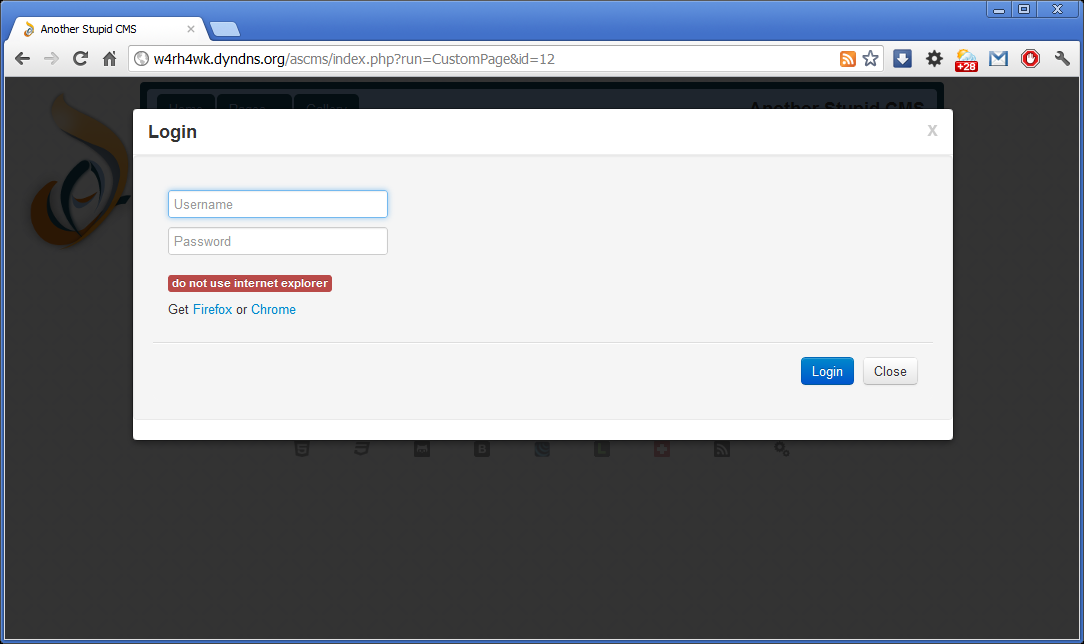 Another Stupid CMS
w4rh4wk.dyndns.org/ascms/index.php?run=CustomPage&id=12
+28
Home
Gallery
Another Stupid CMS
Login
x
Username
Password
do not use internet explorer
Get Firefox or Chrome
Login
Close